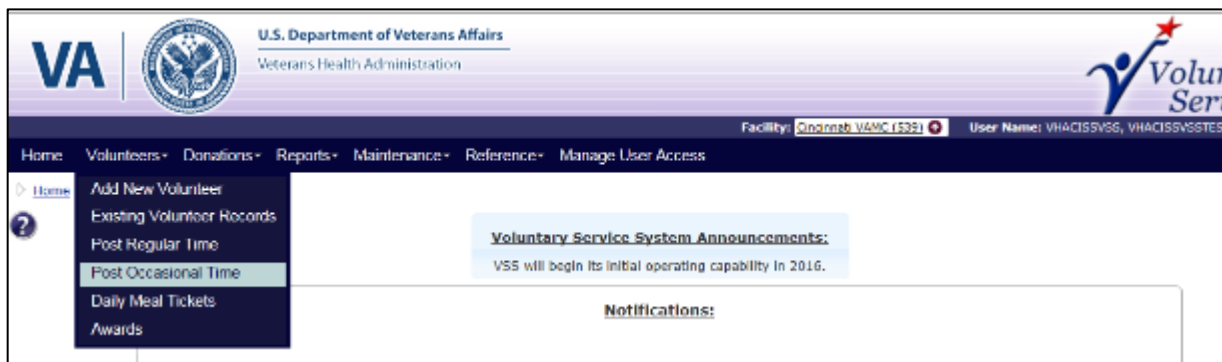 VA
U.S. Department of Veterans Affairs
Veterans Health Administration
Volun
Serv
Facility: Cincinnati VAMC (539) User Name: VHACISSVSS, VHACISSVSSTES
Home Volunteers Donations Reports Maintenance Reference Manage User Access
Home
Add New Volunteer
Existing Volunteer Records
Post Regular Time
Post Occasional Time
Daily Meal Tickets
Awards
?
Voluntary Service System Announcements:
VSS will begin its initial operating capability in 2016.
Notifications: